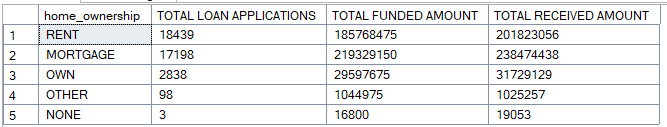 home_ownership TOTAL LOAN APPLICATIONS TOTAL FUNDED AMOUNT TOTAL RECEIVED AMOUNT
1 RENT 18439 185768475 201823056
2 MORTGAGE 17198 219329150 238474438
3 OWN 2838 29597675 31729129
4 OTHER 98 1044975 1025257
5 NONE 3 16800 19053